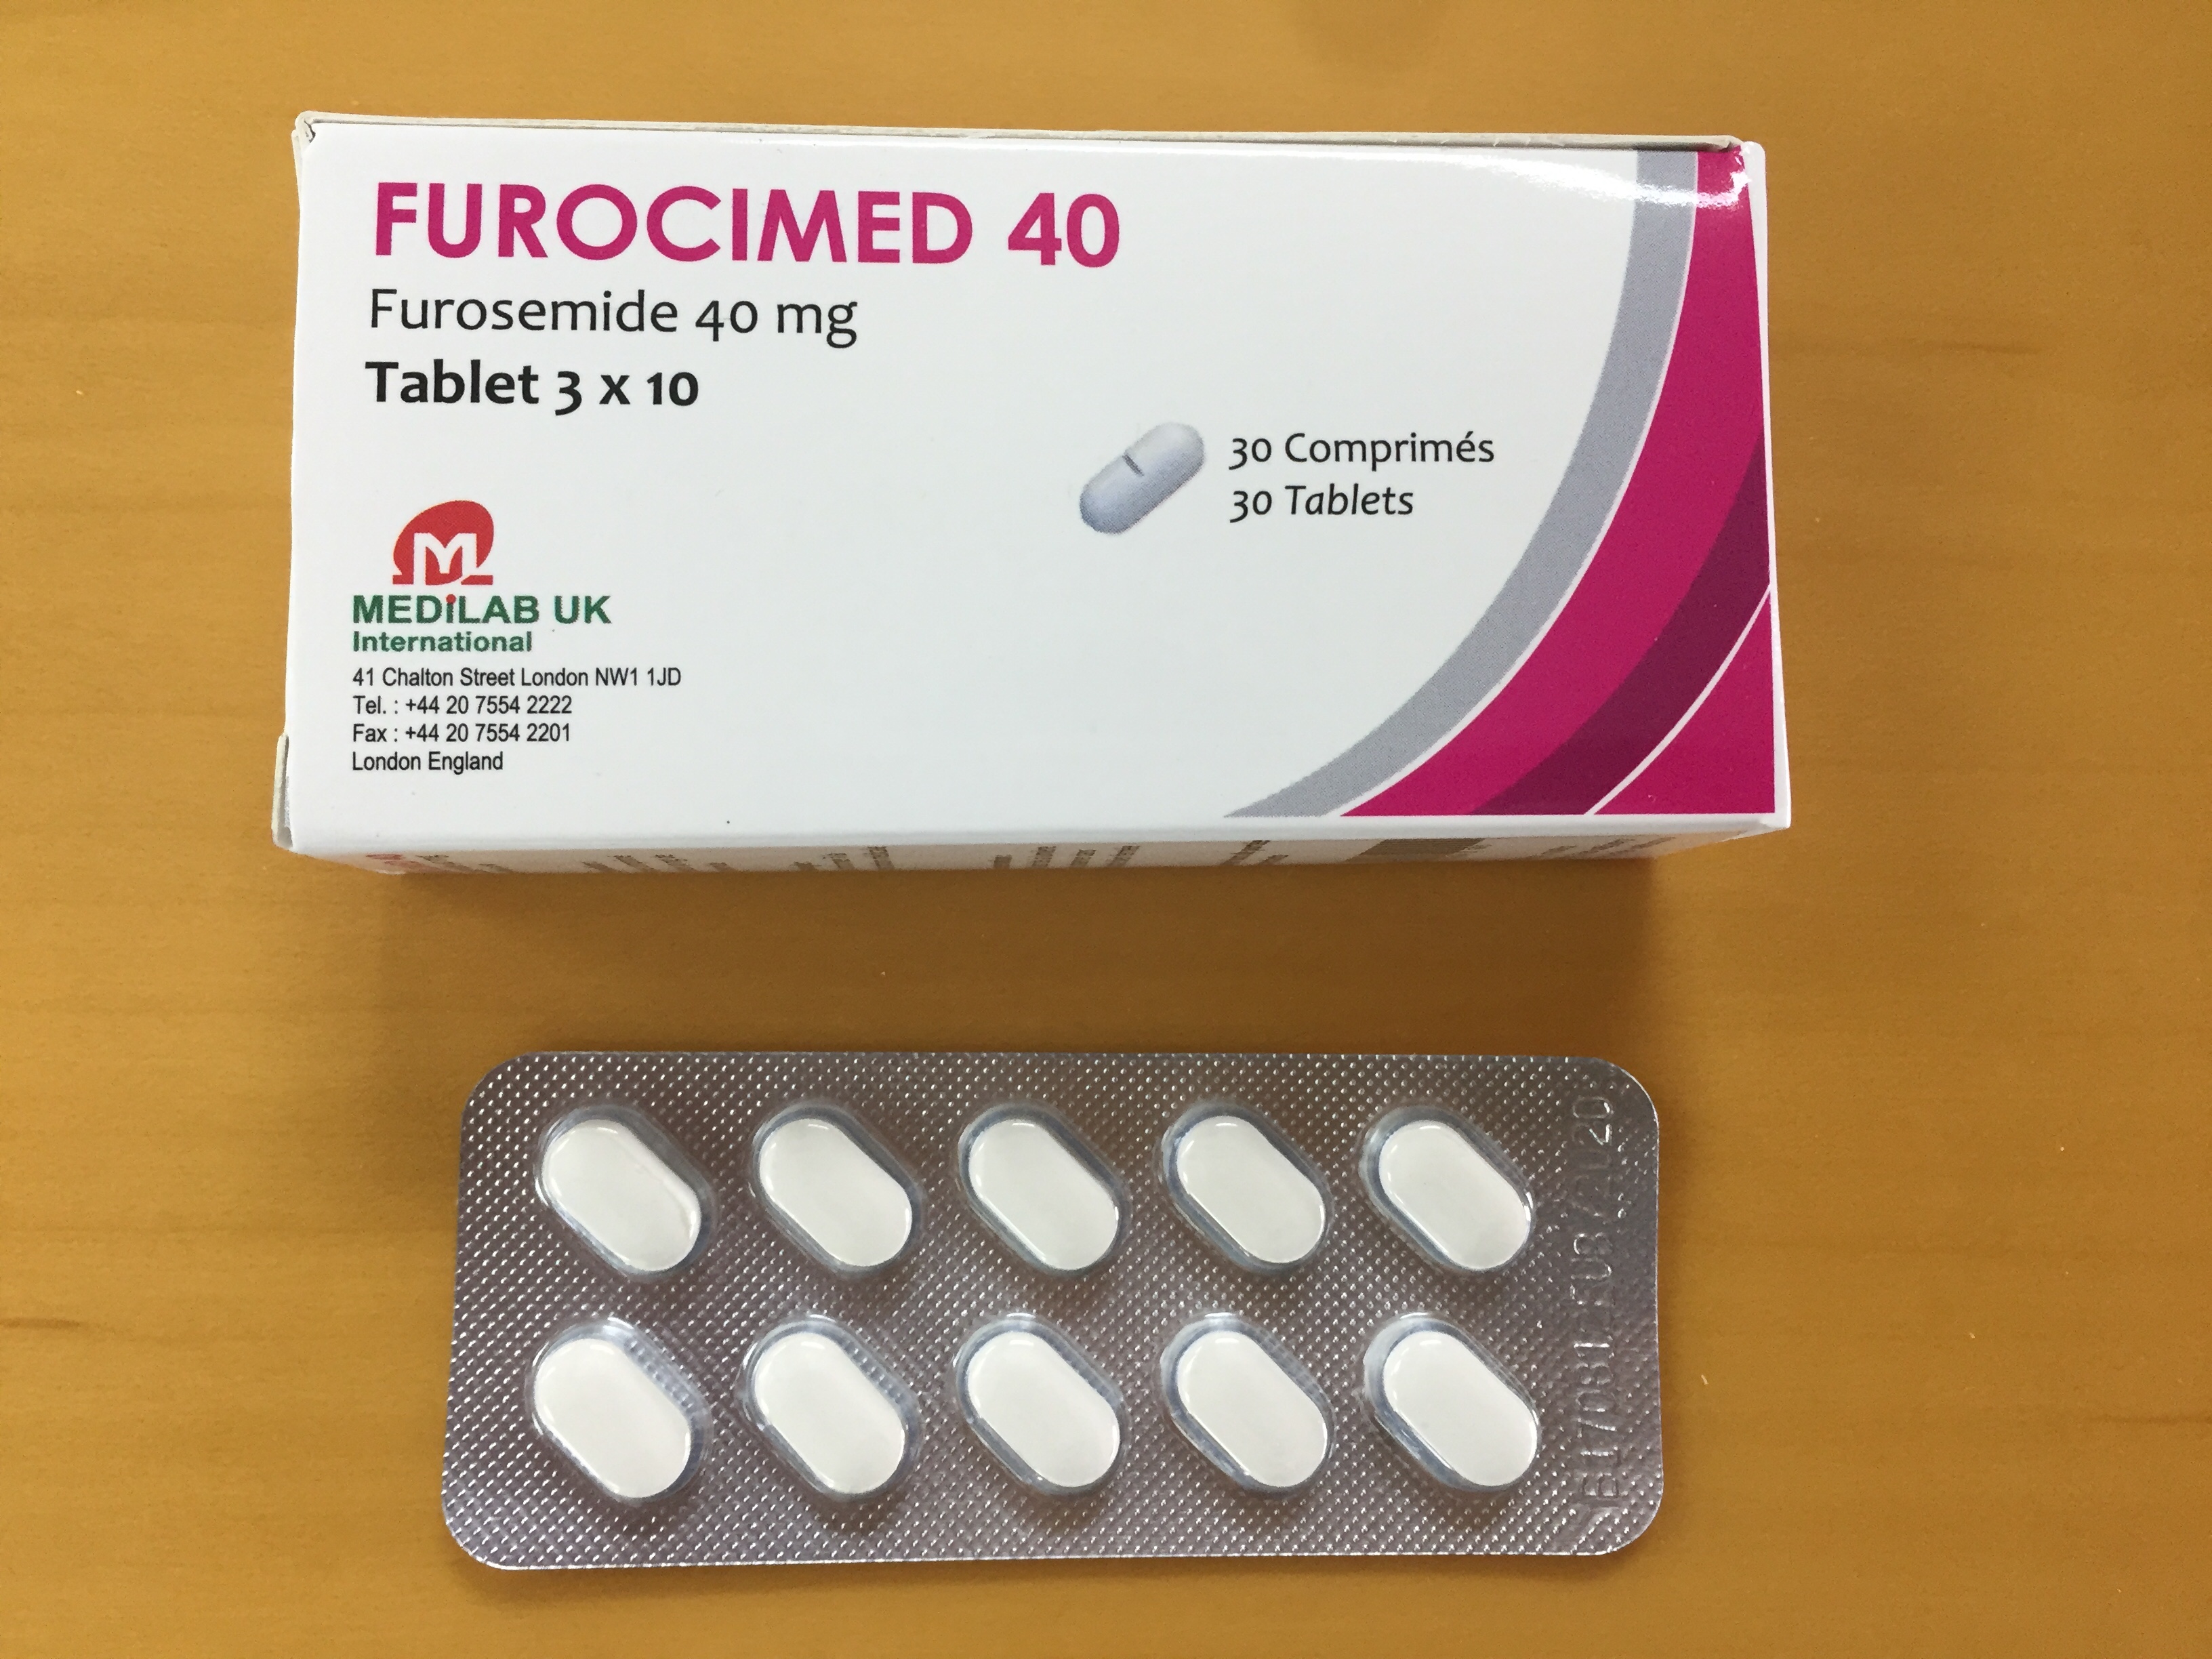 FUROCIMED 40
Furosemide 40 mg
Tablet 3 x 10
30 Comprimés
30 Tablets
M
MEDiLAB UK
International
41 Chalton Street London NW1 1JD
Tel. : +44 20 7554 2222
Fax : +44 20 7554 2201
London England